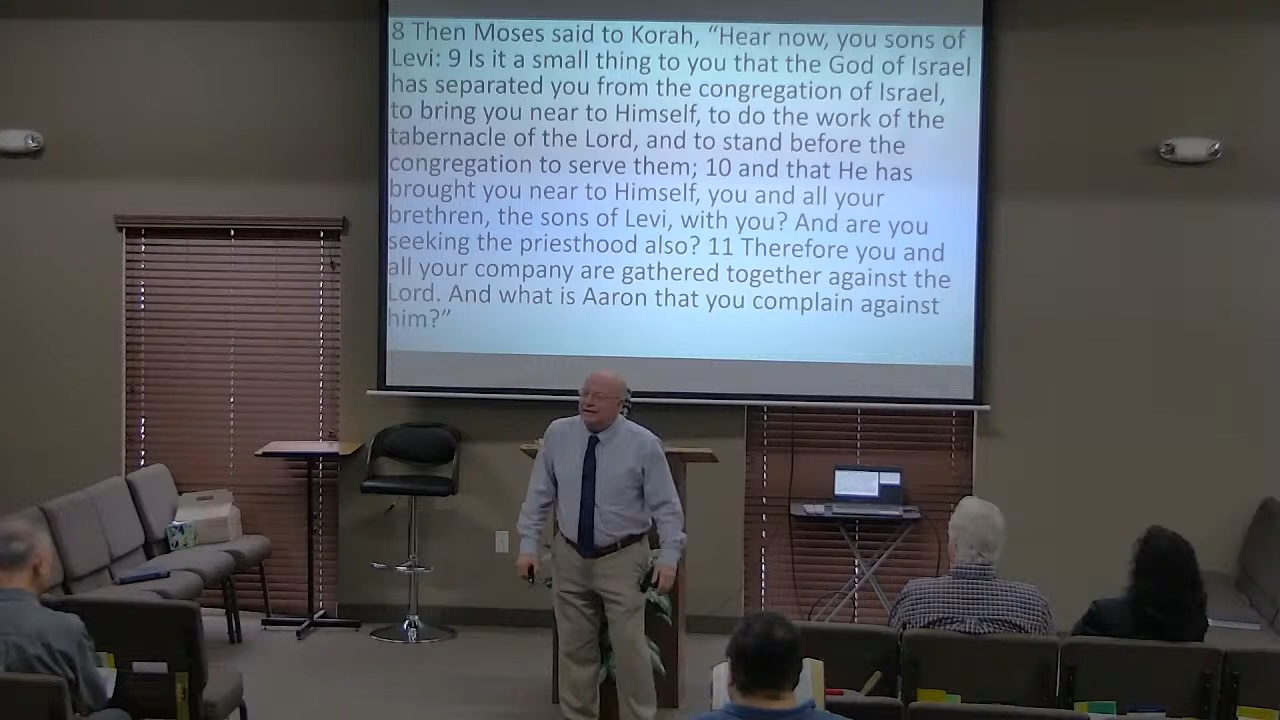 8 Then Moses said to Korah, “Hear now, you sons of
Levi: 9 Is it a small thing to you that the God of Israel
has separated you from the congregation of Israel,
to bring you near to Himself, to do the work of the
tabernacle of the Lord, and to stand before the
congregation to serve them; 10 and that He has
brought you near to Himself, you and all your
brethren, the sons of Levi, with you? And are you
seeking the priesthood also? 11 Therefore you and
all your company are gathered together against the
Lord. And what is Aaron that you complain against
him?”